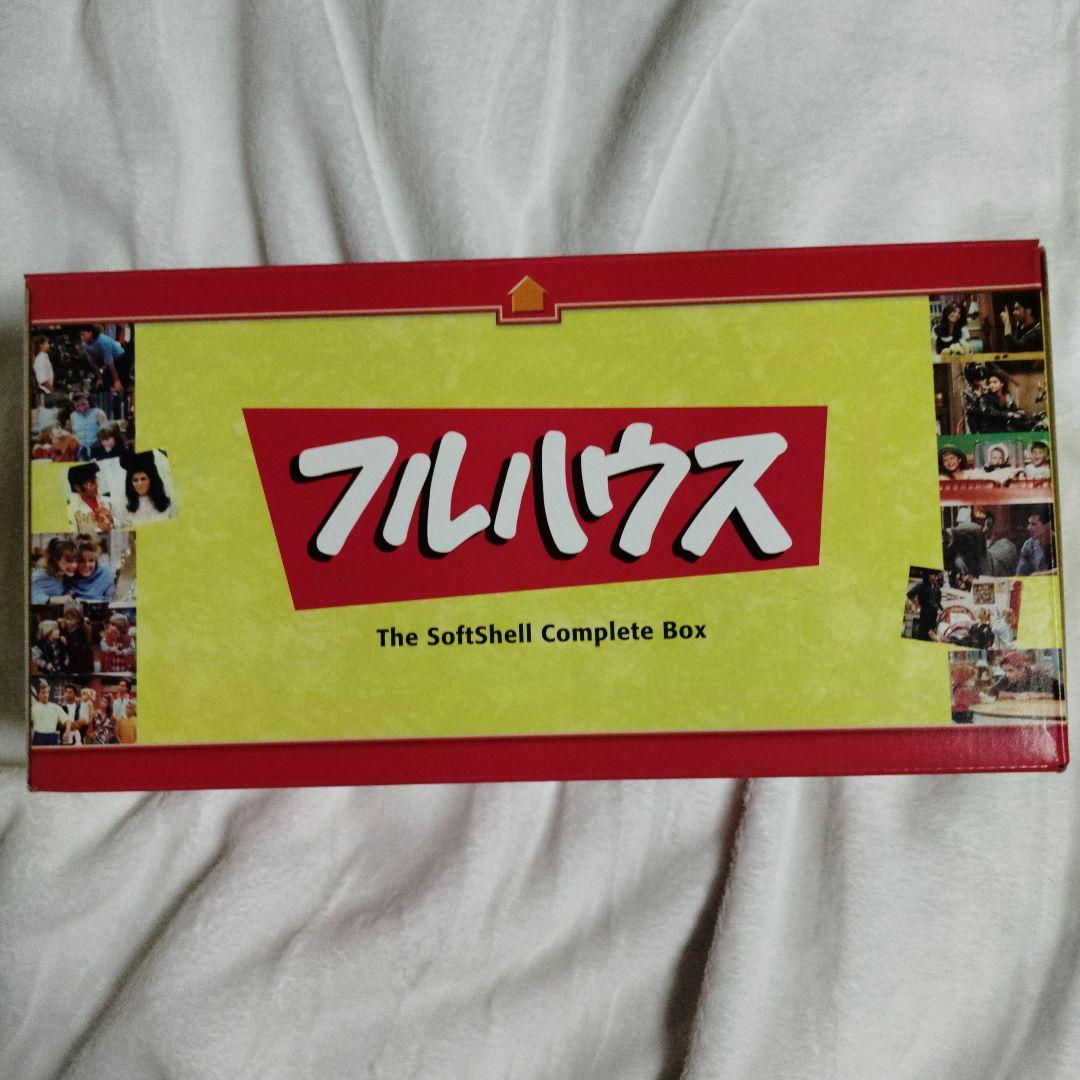 フルハウス
The SoftShell Complete Box